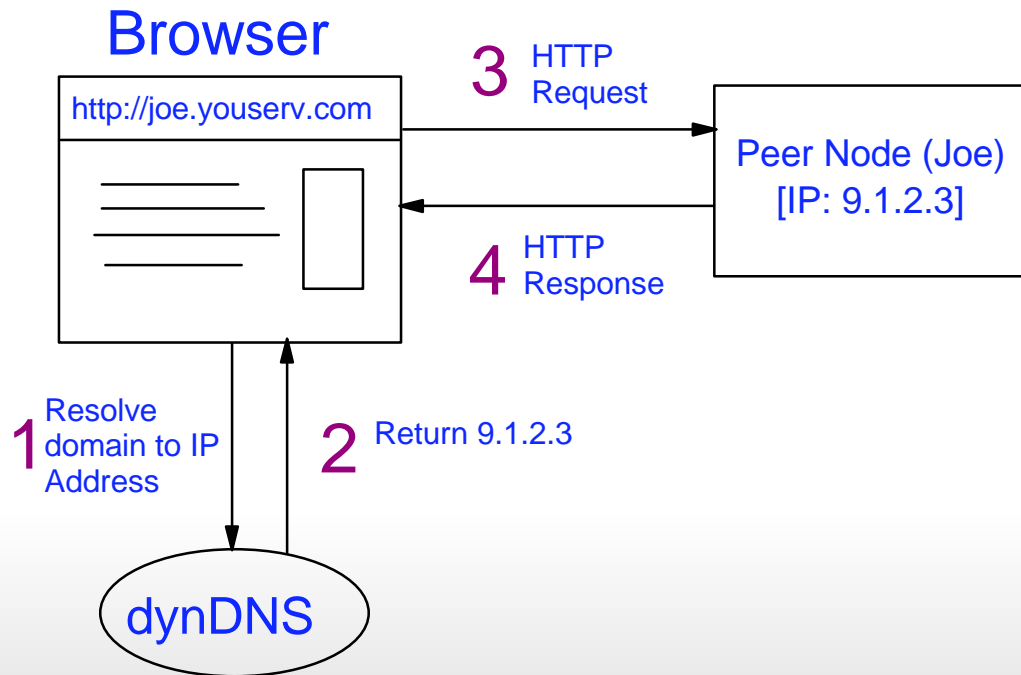 Browser
http://joe.youserv.com
3 HTTP
Request
Peer Node (Joe)
[IP: 9.1.2.3]
4 HTTP
Response
1 Resolve
domain to IP
Address
2 Return 9.1.2.3
dynDNS